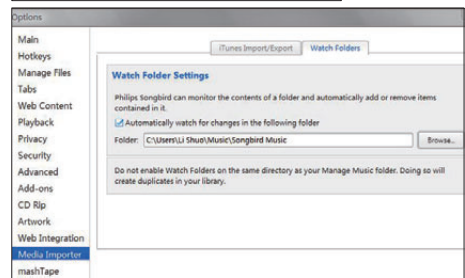 Options
Main
Hotkeys
Manage Files
Tabs
Web Content
Playback
Privacy
Security
Advanced
Add-ons
CD Rip
Artwork
Web Integration
Media Importer
mashTape
iTunes Import/Export
Watch Folders
Watch Folder Settings
Philips Songbird can monitor the contents of a folder and automatically add or remove items
contained in it.
Automatically watch for changes in the following folder
Folder: C:\Users\Li Shuo\Music\Songbird Music
Browse...
Do not enable Watch Folders on the same directory as your Manage Music folder. Doing so will
create duplicates in your library.